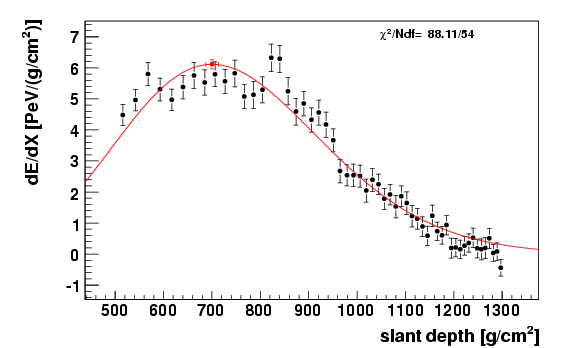 χ²/Ndf= 88.11/54
dE/dX [PeV/(g/cm²)]
7
6
5
4
3
2
1
0
-1
500 600 700 800 900 1000 1100 1200 1300
slant depth [g/cm²]